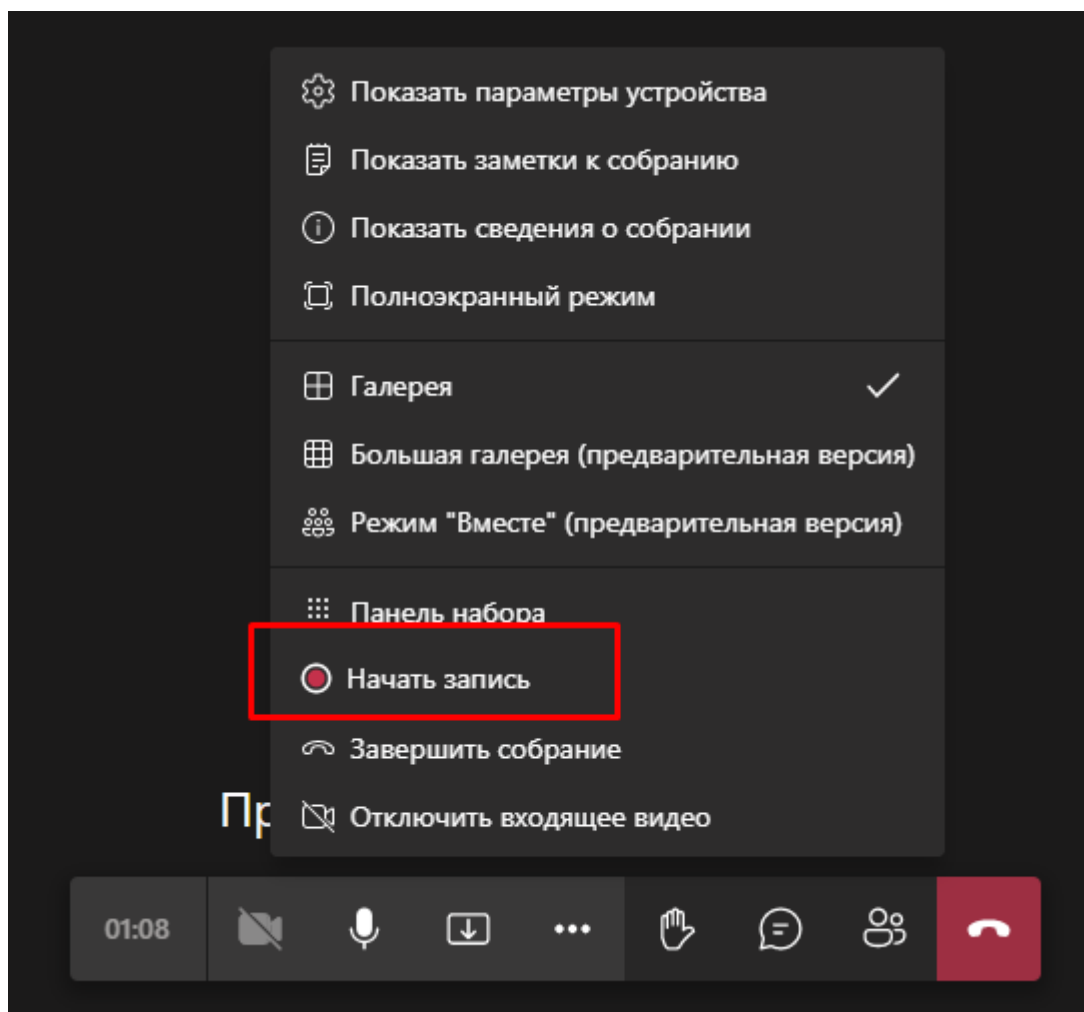 Показать параметры устройства
Показать заметки к собранию
Показать сведения о собрании
Полноэкранный режим
Галерея
Большая галерея (предварительная версия)
Режим "Вместе" (предварительная версия)
Панель набора
Начать запись
Завершить собрание
Отключить входящее видео
01:08